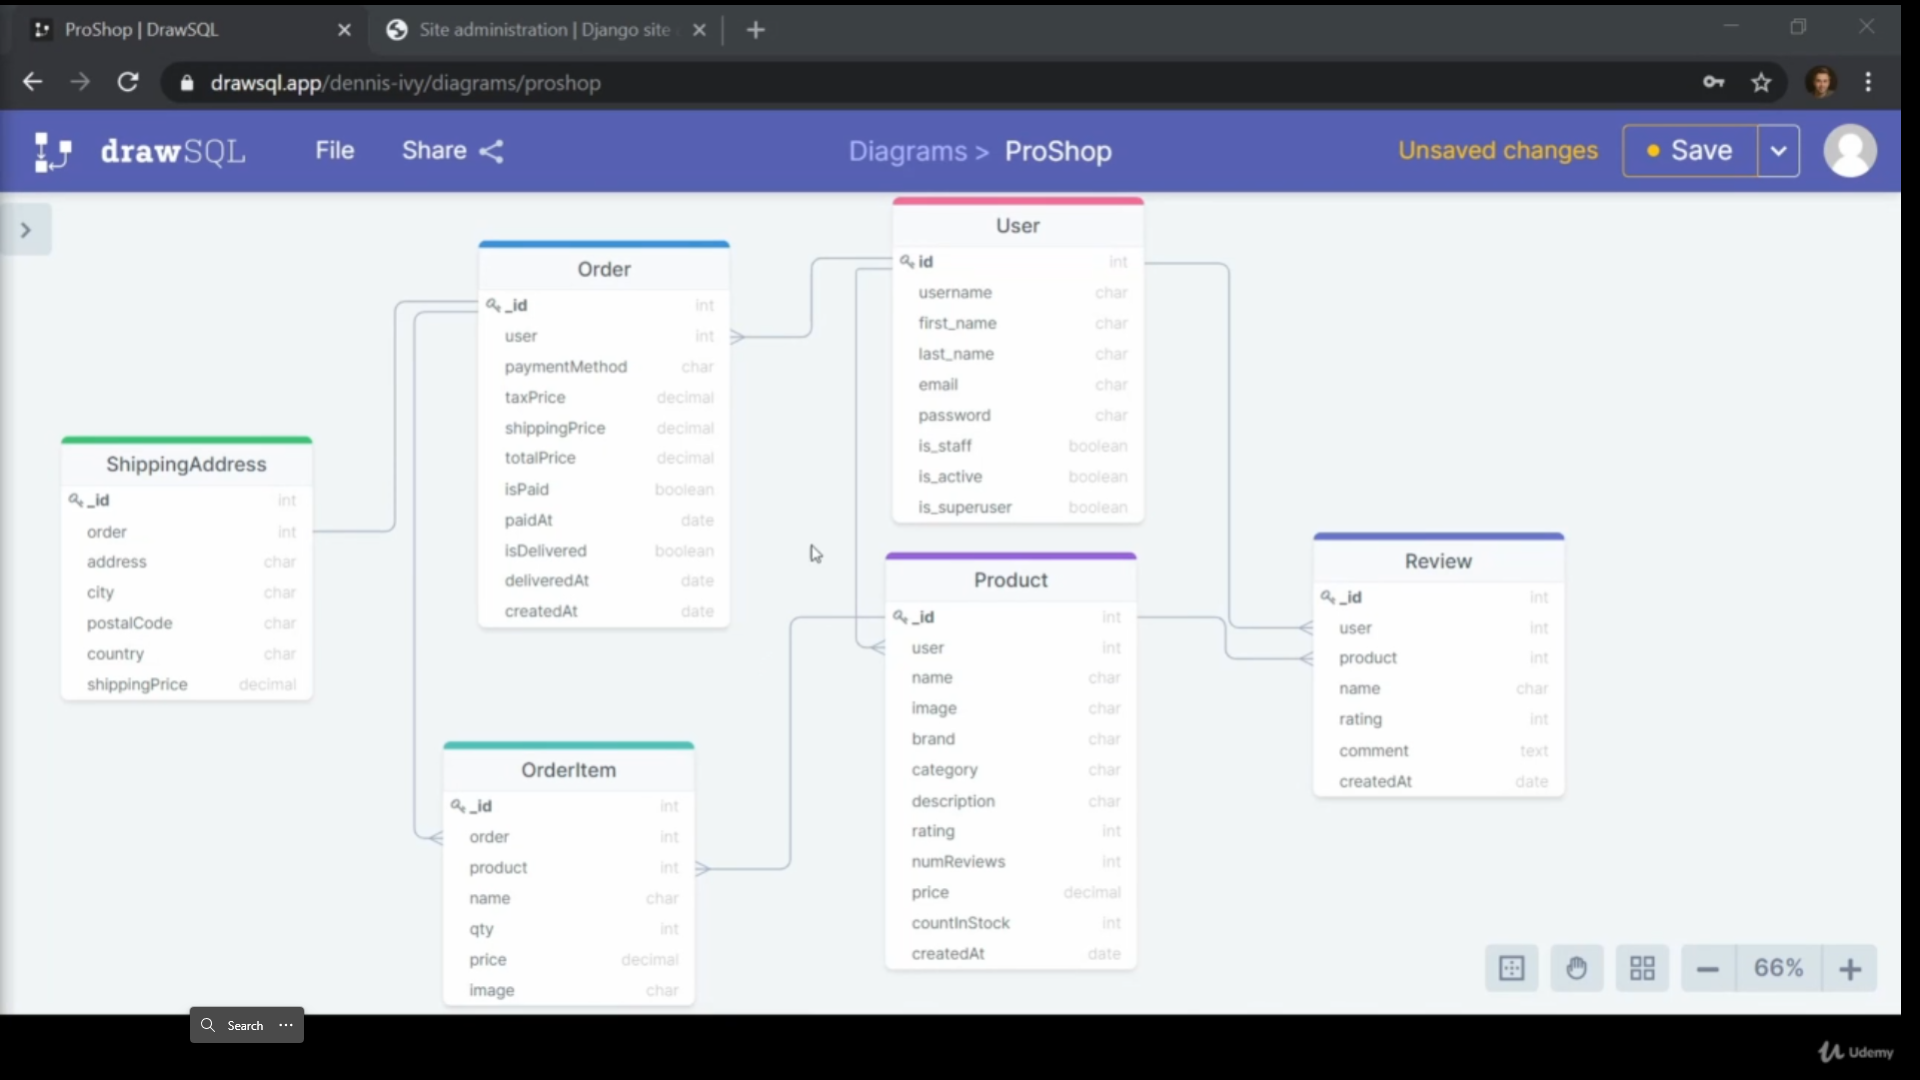 ProShop | DrawSQL
Site administration | Django site
drawsql.app/dennis-ivy/diagrams/proshop
drawSQL
File
Share
Diagrams > ProShop
Unsaved changes
Save
User
id int
username char
first_name char
last_name char
email char
password char
is_staff boolean
is_active boolean
is_superuser boolean
Order
_id int
user int
paymentMethod char
taxPrice decimal
shippingPrice decimal
totalPrice decimal
isPaid boolean
paidAt date
isDelivered boolean
deliveredAt date
createdAt date
ShippingAddress
_id int
order int
address char
city char
postalCode char
country char
shippingPrice decimal
Product
_id int
user int
name char
image char
brand char
category char
description char
rating int
numReviews int
price decimal
countInStock int
createdAt date
Review
_id int
user int
product int
name char
rating int
comment text
createdAt date
OrderItem
_id int
order int
product int
name char
qty int
price decimal
image char
66%
Search
Udemy